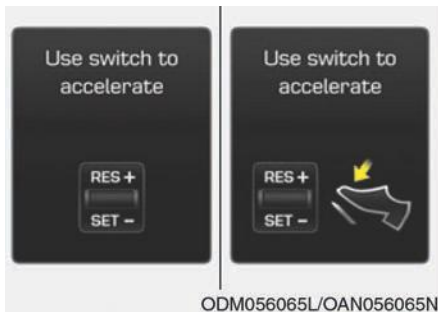 Use switch to
accelerate
RES +
SET −
Use switch to
accelerate
RES +
SET −
ODM056065L/OAN056065N